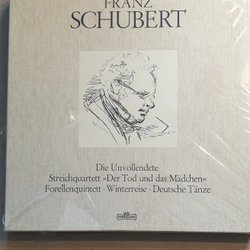 FRANZ
SCHUBERT
Die Unvollendete
Streichquartett »Der Tod und das Mädchen«
Forellenquintett · Winterreise · Deutsche Tänze